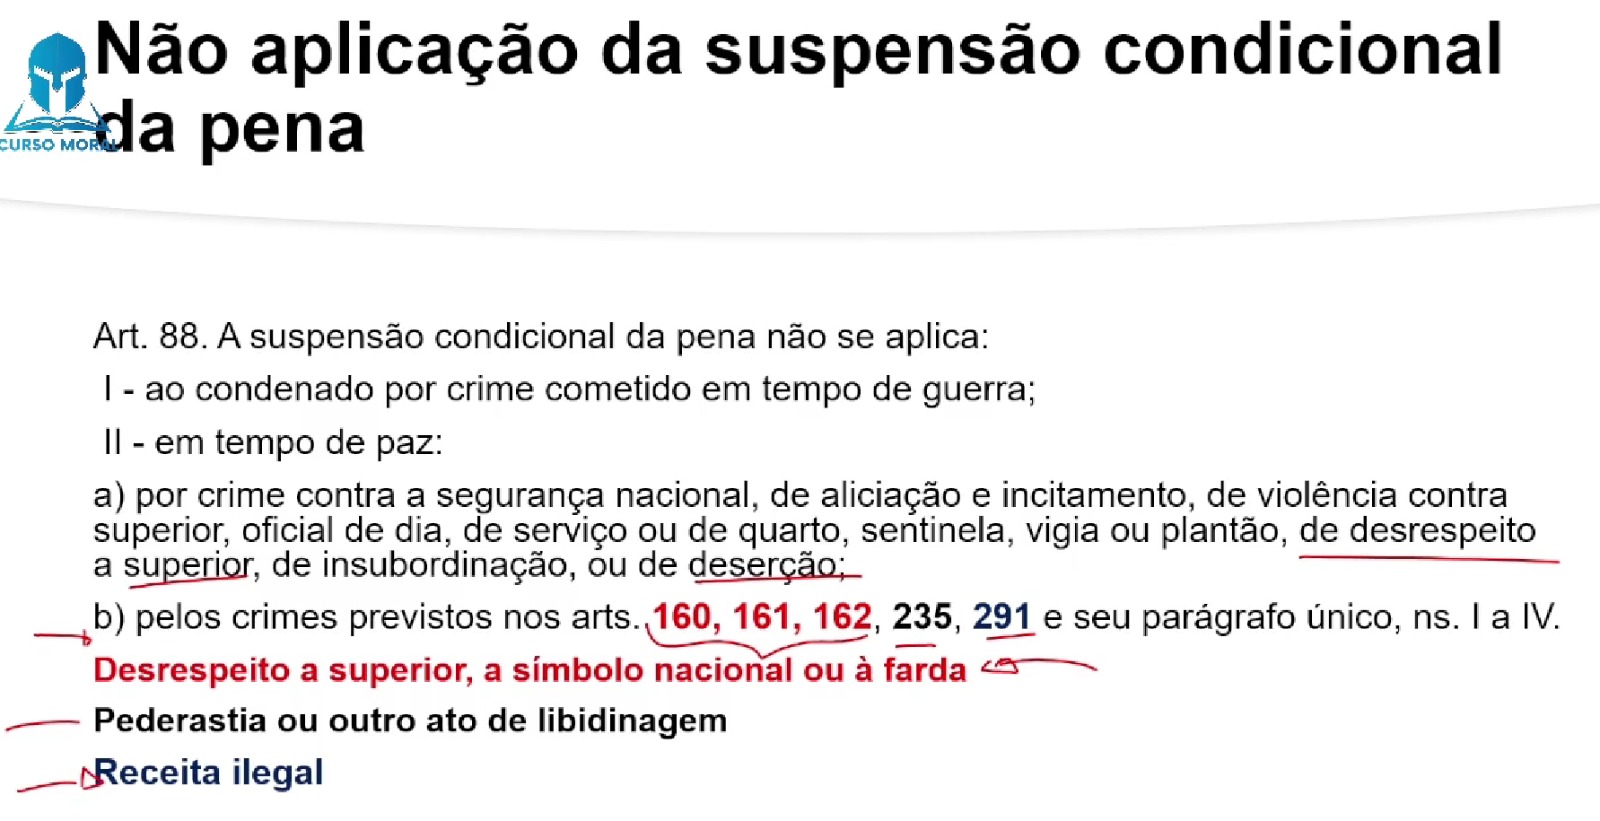 Não aplicação da suspensão condicional
da pena
CURSO MORAL
Art. 88. A suspensão condicional da pena não se aplica:
I - ao condenado por crime cometido em tempo de guerra;
II - em tempo de paz:
a) por crime contra a segurança nacional, de aliciação e incitamento, de violência contra
superior, oficial de dia, de serviço ou de quarto, sentinela, vigia ou plantão, de desrespeito
a superior, de insubordinação, ou de deserção;
b) pelos crimes previstos nos arts. 160, 161, 162, 235, 291 e seu parágrafo único, ns. I a IV.
Desrespeito a superior, a símbolo nacional ou à farda
Pederastia ou outro ato de libidinagem
Receita ilegal